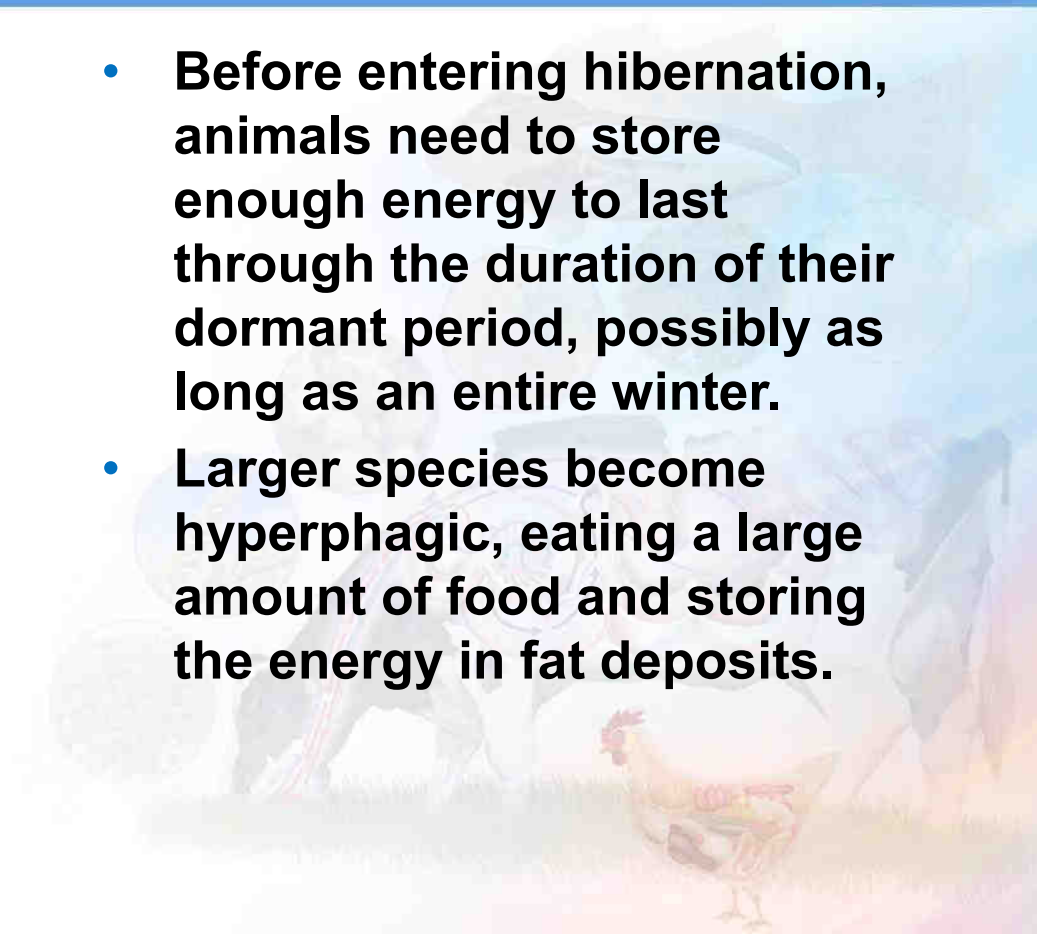 • Before entering hibernation,
animals need to store
enough energy to last
through the duration of their
dormant period, possibly as
long as an entire winter.
• Larger species become
hyperphagic, eating a large
amount of food and storing
the energy in fat deposits.